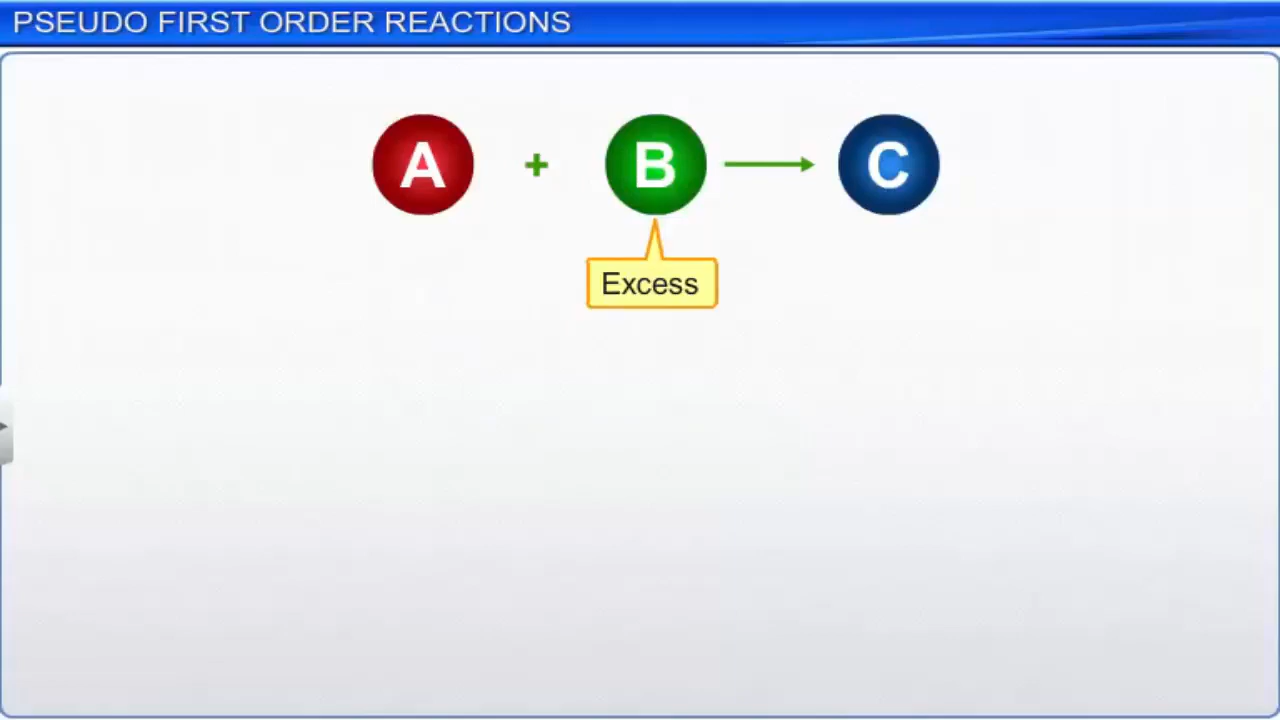 PSEUDO FIRST ORDER REACTIONS
A + B → C
Excess